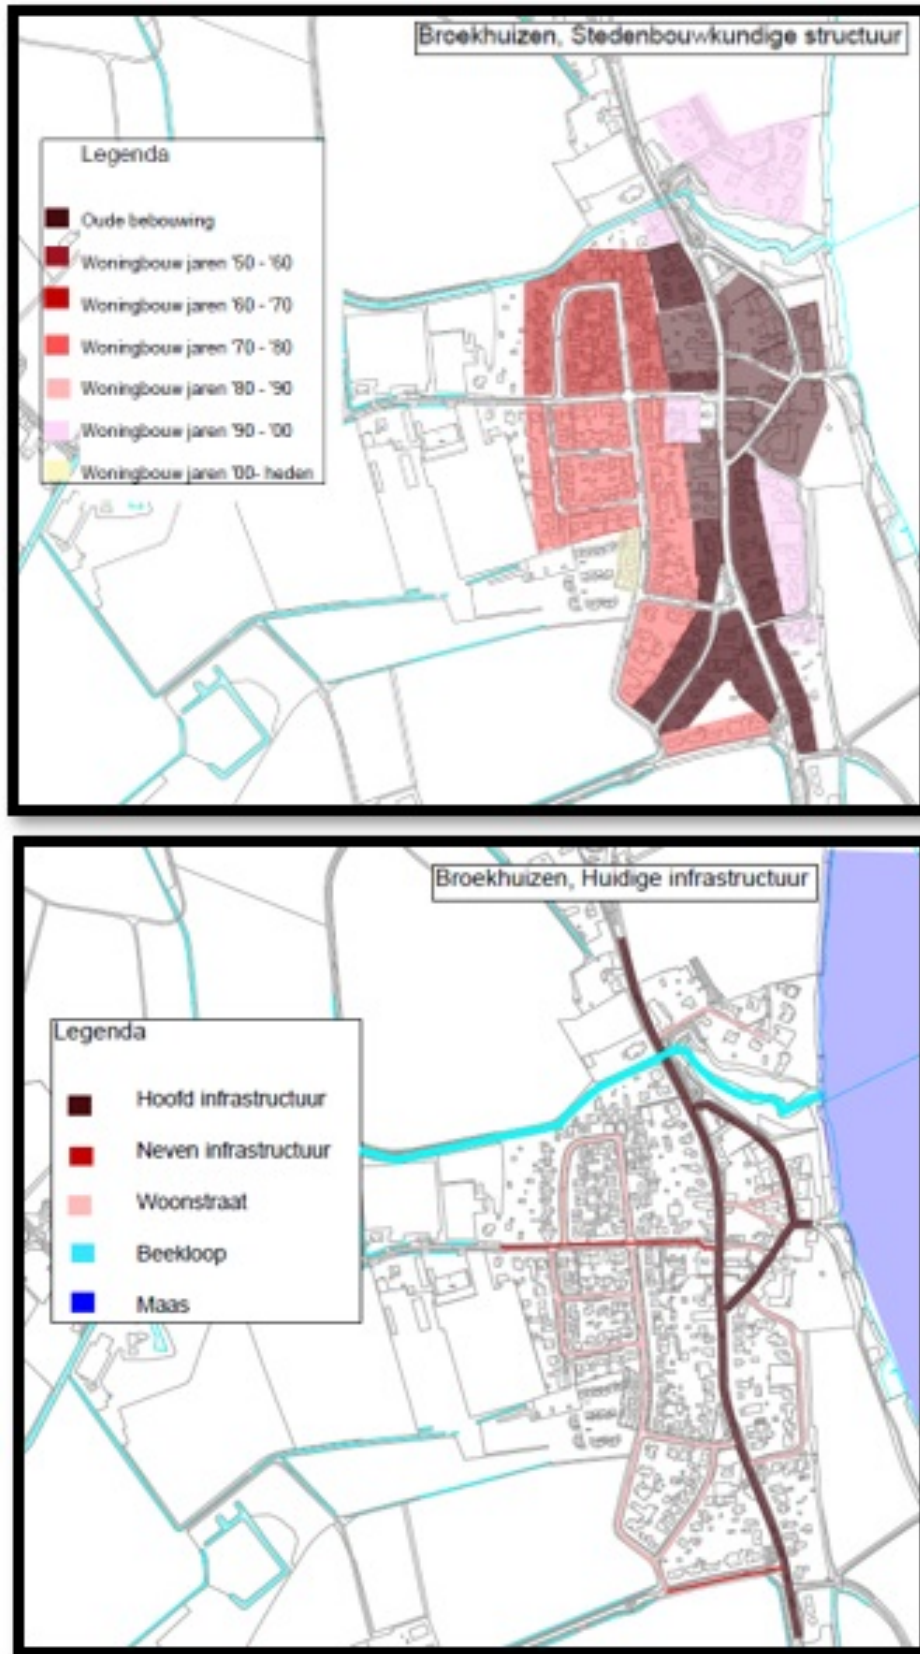 Broekhuizen, Stedenbouwkundige structuur
Legenda
Oude bebouwing
Woningbouw jaren '50 - '60
Woningbouw jaren '60 - '70
Woningbouw jaren '70 - '80
Woningbouw jaren '80 - '90
Woningbouw jaren '90 - '00
Woningbouw jaren '00- heden
Broekhuizen, Huidige infrastructuur
Legenda
Hoofd infrastructuur
Neven infrastructuur
Woonstraat
Beekloop
Maas